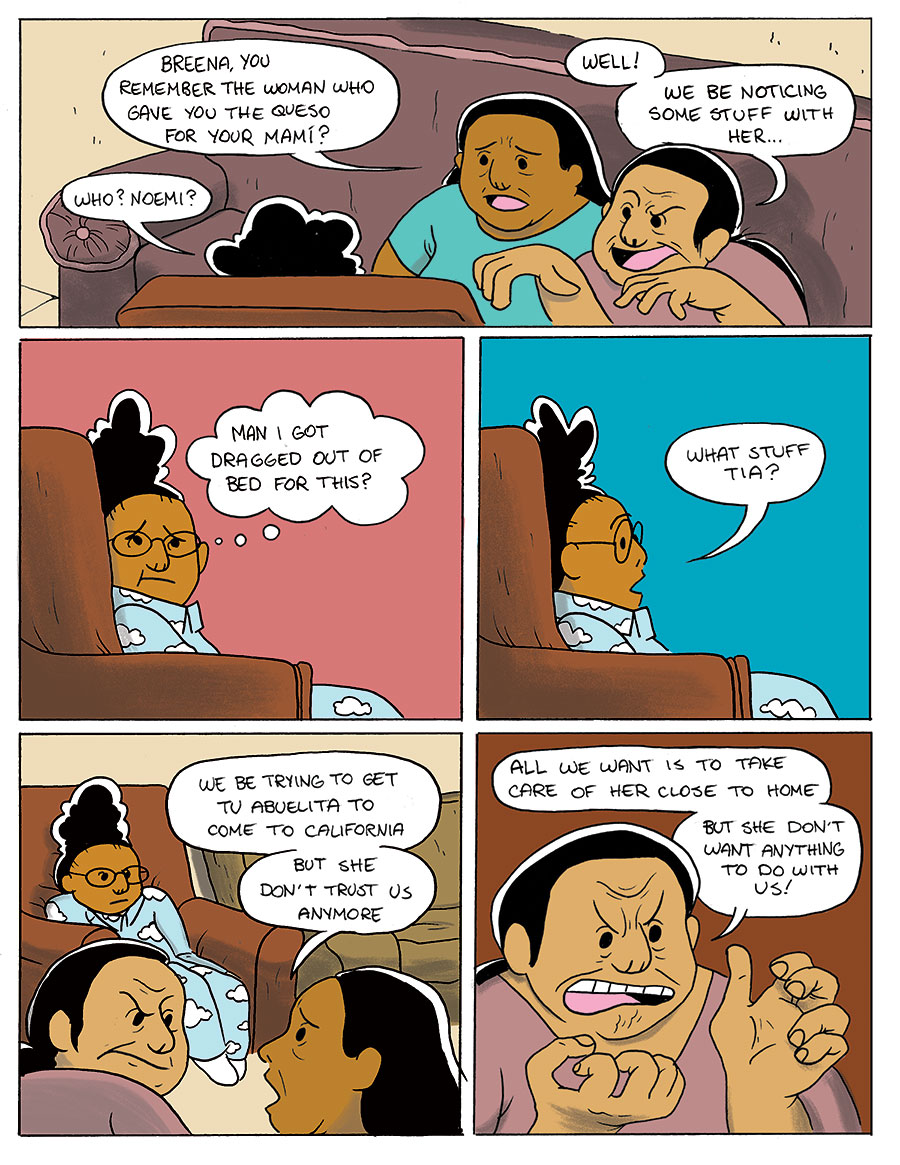 BREENA, YOU
REMEMBER THE WOMAN WHO
GAVE YOU THE QUESO
FOR YOUR MAMÍ?
WHO? NOEMI?
WELL!
WE BE NOTICING
SOME STUFF WITH
HER...
MAN I GOT
DRAGGED OUT OF
BED FOR THIS?
WHAT STUFF
TIA?
WE BE TRYING TO GET
TU ABUELITA TO
COME TO CALIFORNIA
BUT SHE
DON'T TRUST US
ANYMORE
ALL WE WANT IS TO TAKE
CARE OF HER CLOSE TO HOME
BUT SHE DON'T
WANT ANYTHING
TO DO WITH
US!